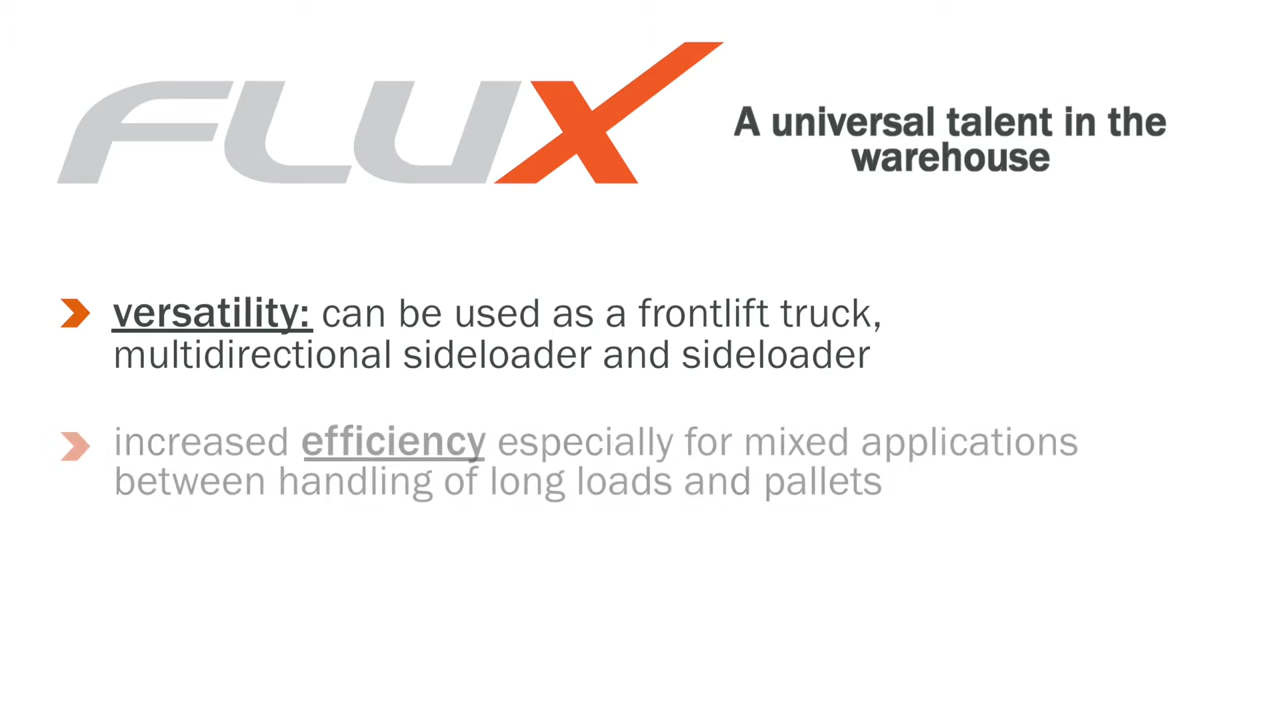 FLUX
A universal talent in the
warehouse
versatility: can be used as a frontlift truck,
multidirectional sideloader and sideloader
increased efficiency especially for mixed applications
between handling of long loads and pallets